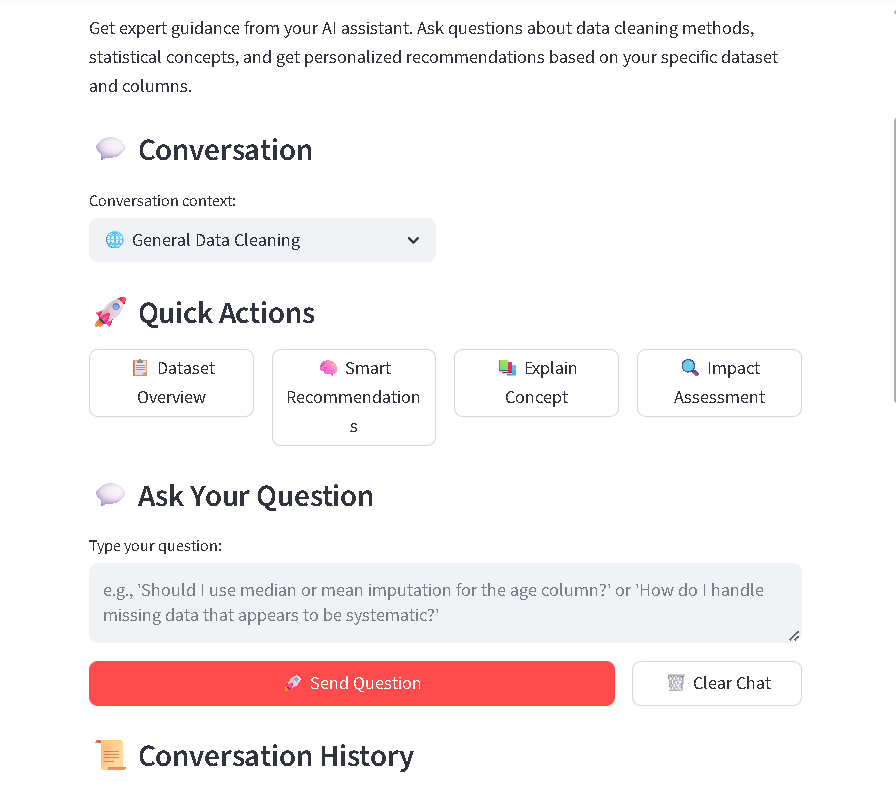 Get expert guidance from your AI assistant. Ask questions about data cleaning methods,
statistical concepts, and get personalized recommendations based on your specific dataset
and columns.
Conversation
Conversation context:
General Data Cleaning
Quick Actions
Dataset
Overview
Smart
Recommendation
s
Explain
Concept
Impact
Assessment
Ask Your Question
Type your question:
e.g., 'Should I use median or mean imputation for the age column?' or 'How do I handle
missing data that appears to be systematic?'
Send Question
Clear Chat
Conversation History